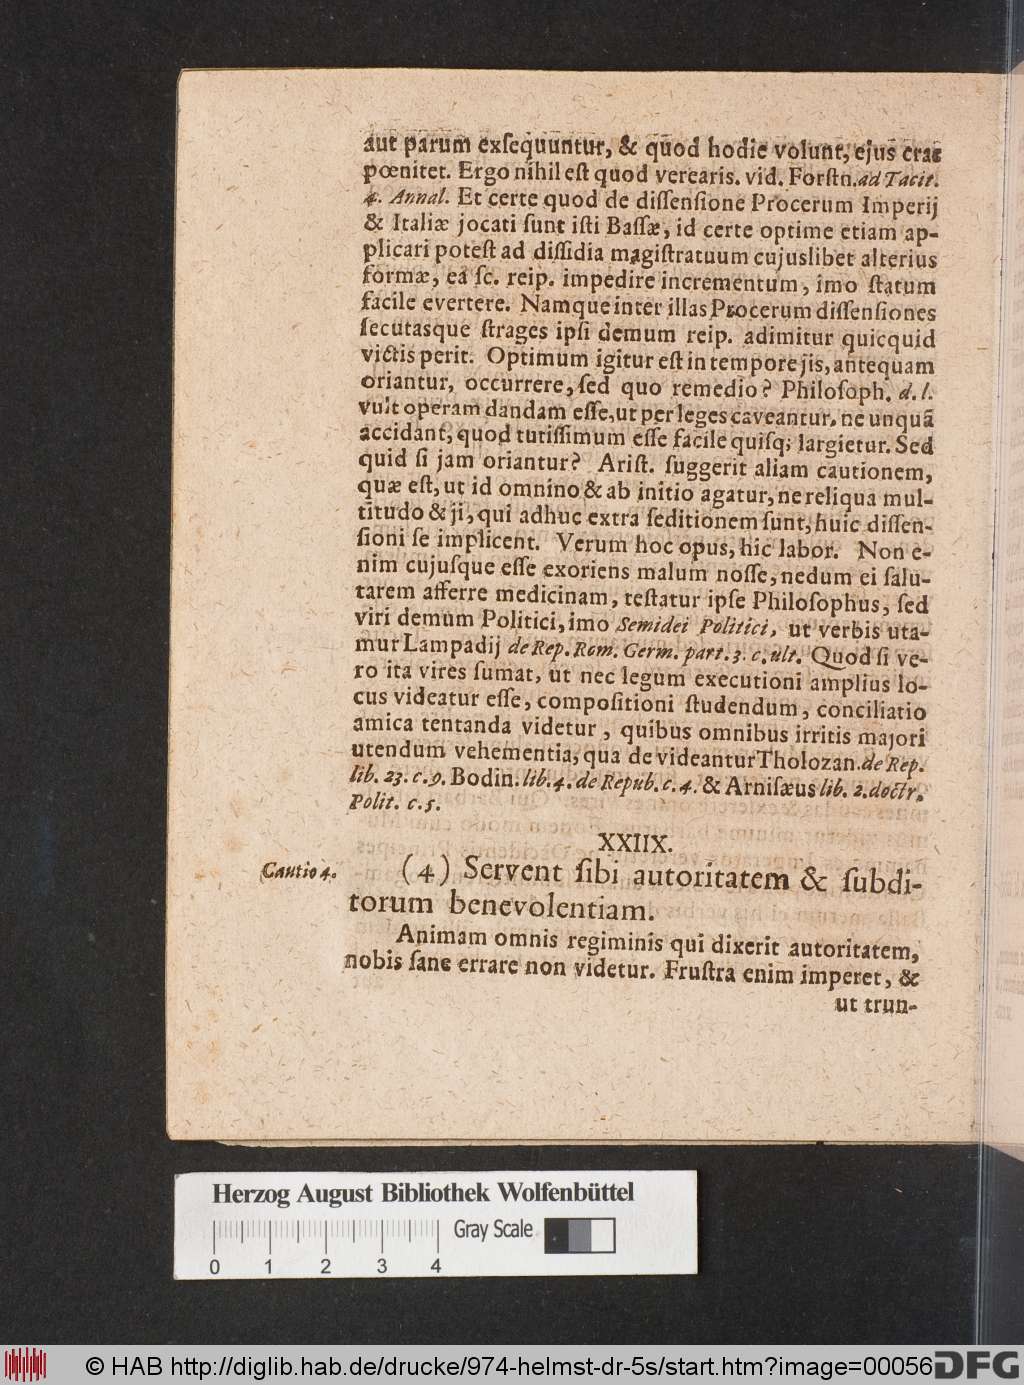 aut parum exſequuntur, & quod hodie volunt, ejus cras
pœnitet. Ergo nihil eſt quod verearis. vid. Forſtn. ad Tacit.
4. Annal. Et certe quod de diſſenſione Procerum Imperij
& Italiæ jocati ſunt iſti Baſſæ, id certe optime etiam ap-
plicari poteſt ad diſſidia magiſtratuum cujuslibet alterius
formæ, ea ſc. reip. impedire incrementum, imo ſtatum
facile evertere. Namque inter illas Procerum diſſenſiones
ſecutasque ſtrages ipſi demum reip. adimitur quicquid
victis perit. Optimum igitur eſt in tempore jis, antequam
oriantur, occurrere, ſed quo remedio? Philoſoph. d. l.
vult operam dandam eſſe, ut per leges caveantur, ne unquã
accidant, quod tutiſſimum eſſe facile quiſq; largietur. Sed
quid ſi jam oriantur? Ariſt. ſuggerit aliam cautionem,
quæ eſt, ut id omnino & ab initio agatur, ne reliqua mul-
titudo & ji, qui adhuc extra ſeditionem ſunt, huic diſſen-
ſioni ſe implicent. Verum hoc opus, hic labor. Non e-
nim cujuſque eſſe exoriens malum noſſe, nedum ei ſalu-
tarem afferre medicinam, teſtatur ipſe Philoſophus, ſed
viri demum Politici, imo Semidei Politici, ut verbis uta-
mur Lampadij de Rep. Rom. Germ. part. 3. c. ult. Quod ſi ve-
ro ita vires ſumat, ut nec legum executioni amplius lo-
cus videatur eſſe, compoſitioni ſtudendum, conciliatio
amica tentanda videtur, quibus omnibus irritis majori
utendum vehementia, qua de videantur Tholozan. de Rep.
lib. 23. c. 9. Bodin. lib. 4. de Repub. c. 4. & Arniſæus lib. 2. doctr.
Polit. c. 5.
XXIIX.
Cautio 4. (4) Servent ſibi autoritatem & ſubdi-
torum benevolentiam.
Animam omnis regiminis qui dixerit autoritatem,
nobis ſane errare non videtur. Fruſtra enim imperet, &
ut trun-
Herzog August Bibliothek Wolfenbüttel
Gray Scale
0 1 2 3 4
© HAB http://diglib.hab.de/drucke/974-helmst-dr-5s/start.htm?image=00056
DFG